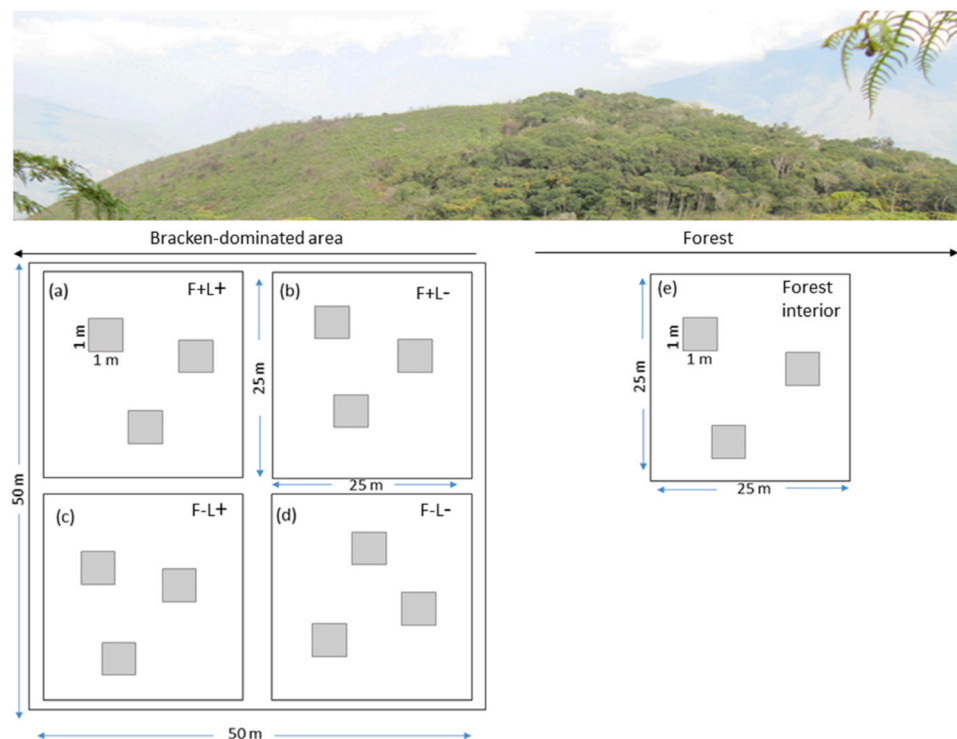 Bracken-dominated area
Forest
(a) F+L+
1 m
1 m
(b) F+L-
25 m
25 m
(c) F-L+
(d) F-L-
50 m
50 m
(e) Forest
interior
1 m
1 m
25 m
25 m